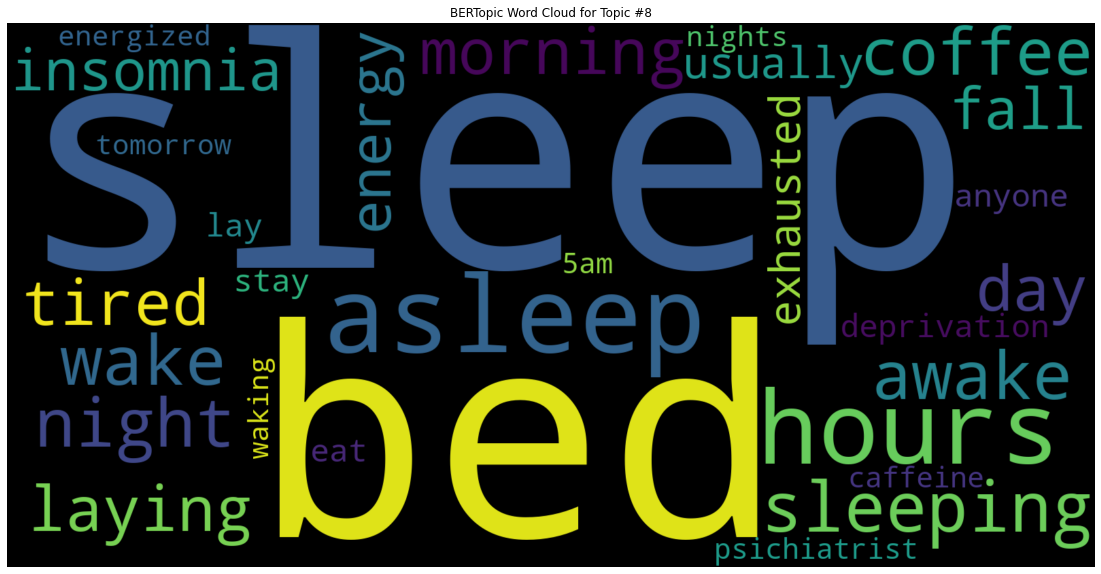 BERTopic Word Cloud for Topic #8
energized
insomnia
sleep
energy
morning
nights
usually
coffee
fall
tomorrow
exhausted
anyone
lay
stay
5am
tired
asleep
day
deprivation
wake
awake
night
waking
bed
eat
hours
caffeine
laying
sleeping
psichiatrist